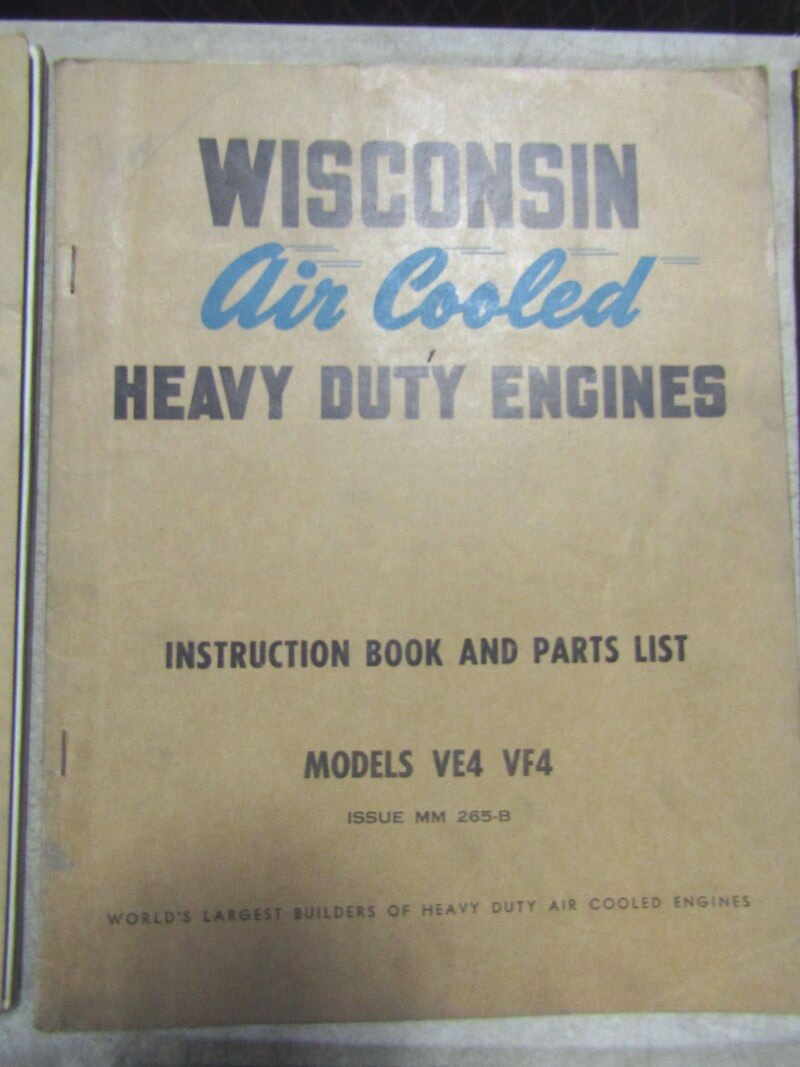 WISCONSIN
Air Cooled
HEAVY DUTY ENGINES
INSTRUCTION BOOK AND PARTS LIST
MODELS VE4 VF4
ISSUE MM 265-B
WORLD'S LARGEST BUILDERS OF HEAVY DUTY AIR COOLED ENGINES